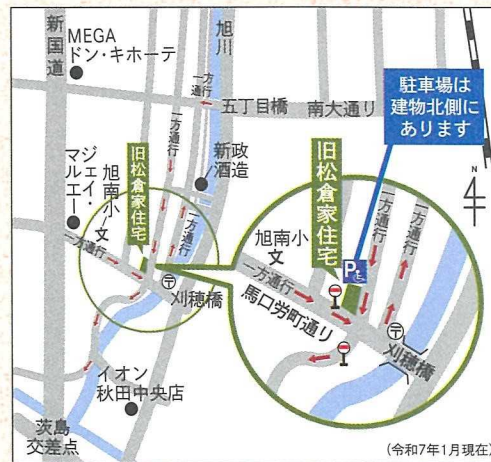 新国道
MEGA
ドン・キホーテ
旭川
一方
通行
五丁目橋
南大通り
駐車場は
建物北側に
あります
一方通行
新政
酒造
旧松倉家住宅
旭南小
文
ジェイ・
マルエー
一方通行
一方通行
〒
刈穂橋
イオン
秋田中央店
茨島
交差点
N
旧松倉家住宅
旭南小
文
一方通行
馬口労町通り
P
一方通行
一方通行
〒
刈穂橋
(令和7年1月現在)